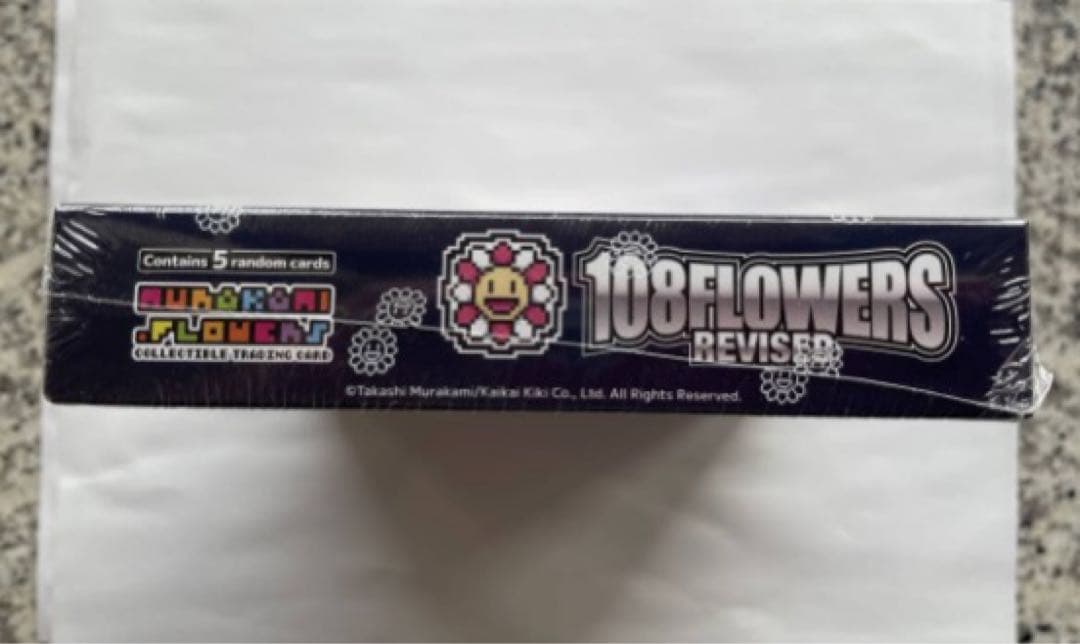 Contains 5 random cards
MURAKAMI
.FLOWERS
COLLECTIBLE TRADING CARD
108FLOWERS
REVISED
©Takashi Murakami/Kaikai Kiki Co., Ltd. All Rights Reserved.